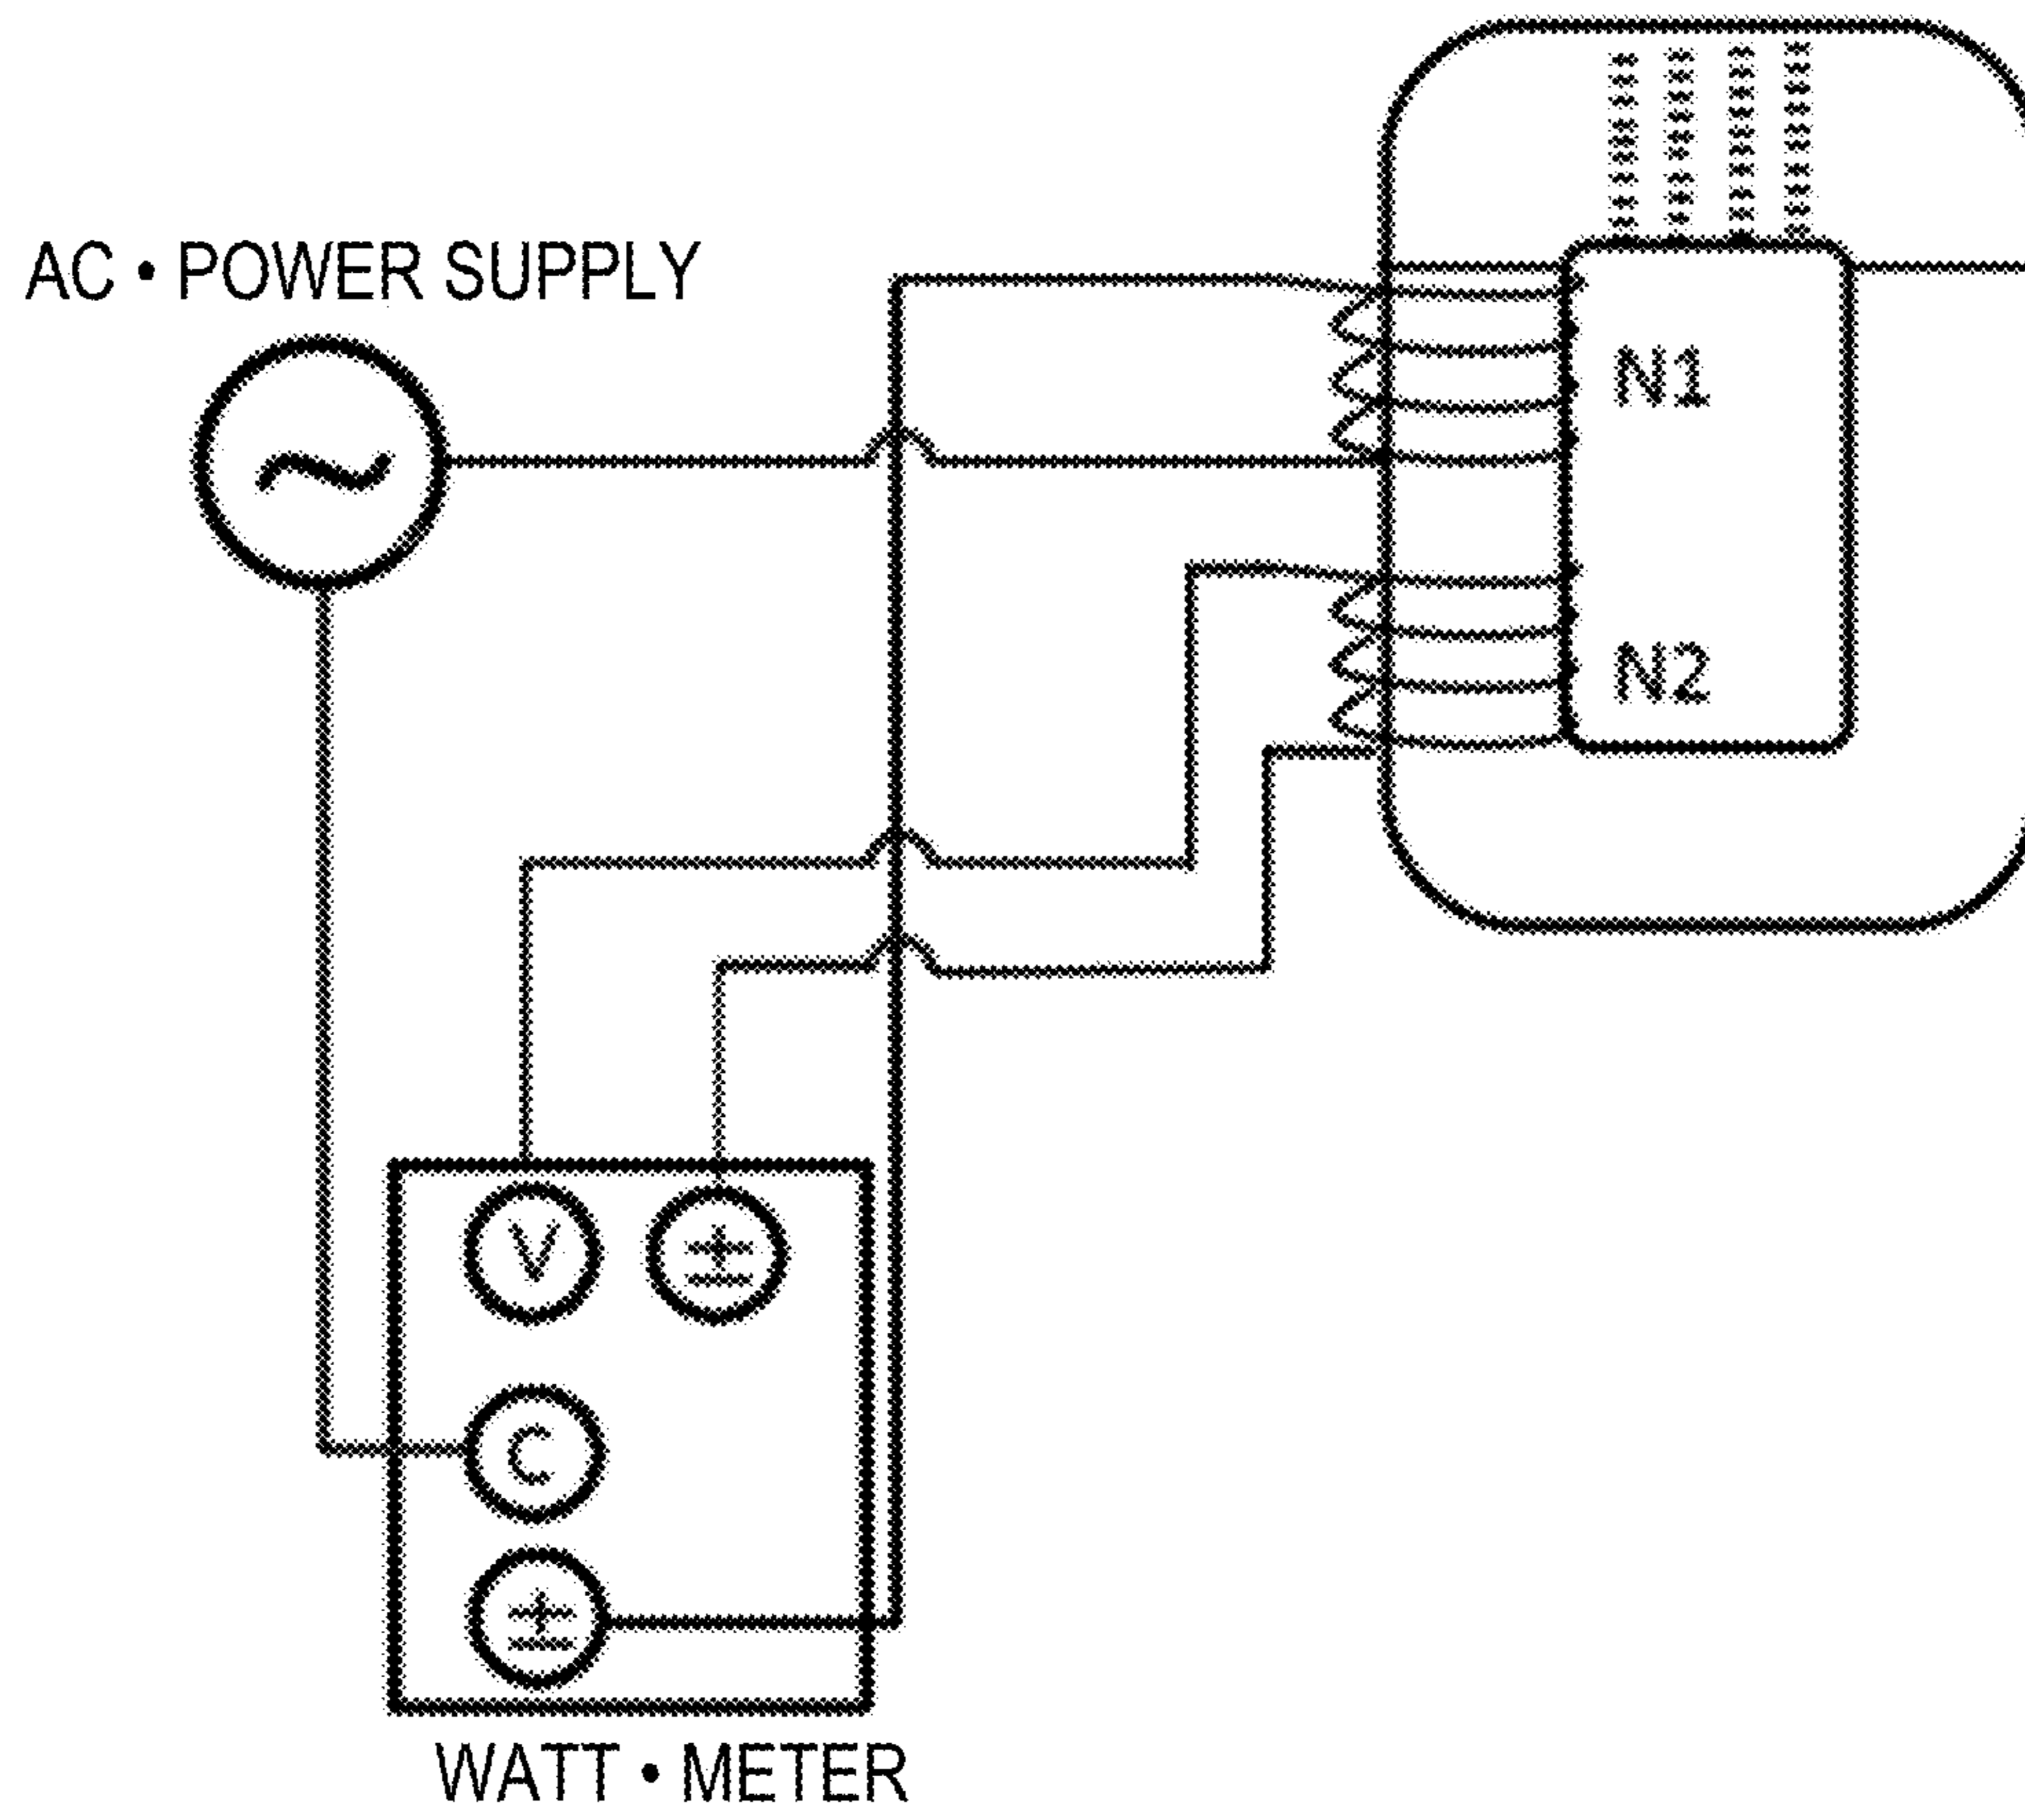 AC・POWER SUPPLY
N1
N2
V ±
C
±
WATT・METER